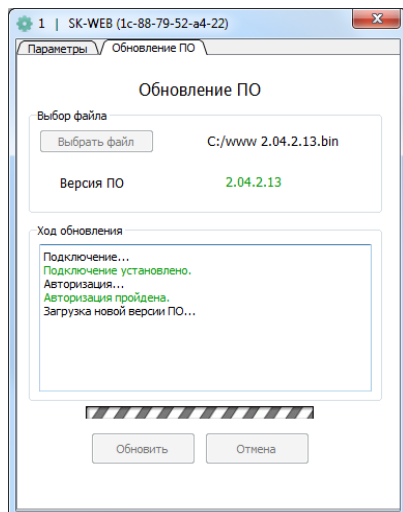 1 | SK-WEB (1c-88-79-52-a4-22)
Параметры Обновление ПО
Обновление ПО
Выбор файла
Выбрать файл C:/www 2.04.2.13.bin
Версия ПО 2.04.2.13
Ход обновления
Подключение...
Подключение установлено.
Авторизация...
Авторизация пройдена.
Загрузка новой версии ПО...
Обновить Отмена